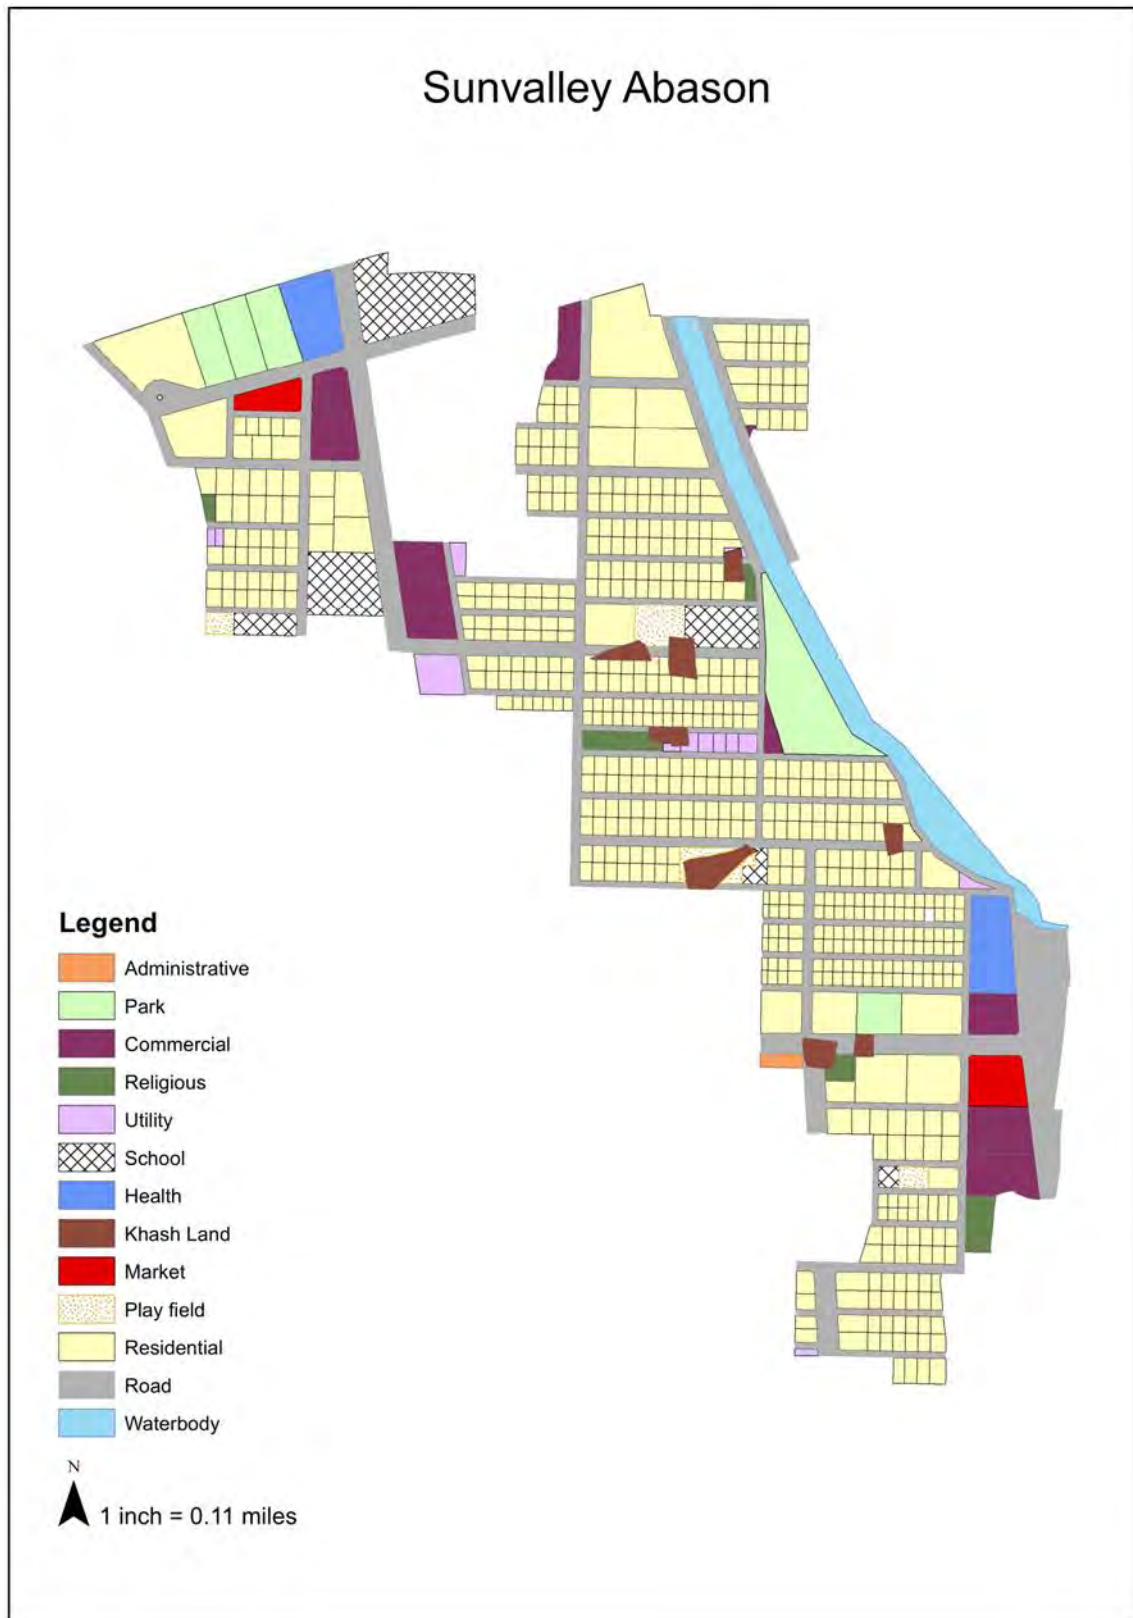 Sunvalley Abason
Legend
Administrative
Park
Commercial
Religious
Utility
School
Health
Khash Land
Market
Play field
Residential
Road
Waterbody
N
1 inch = 0.11 miles